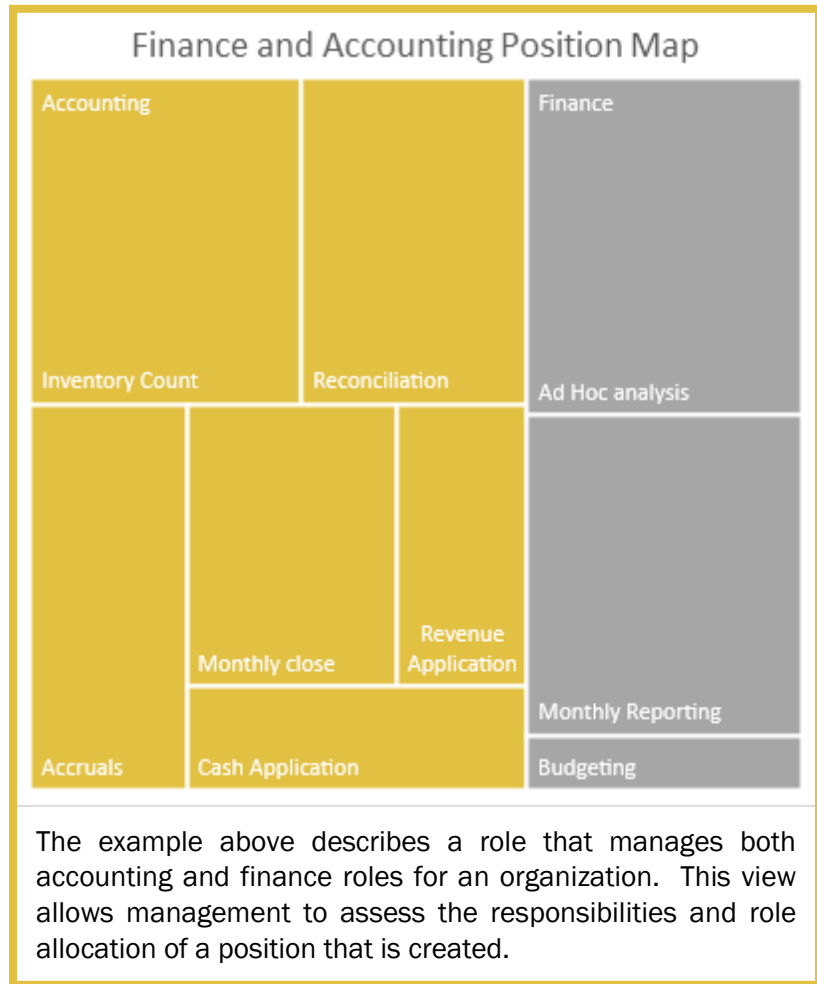 Finance and Accounting Position Map
Accounting
Finance
Inventory Count
Reconciliation
Ad Hoc analysis
Revenue
Application
Monthly close
Monthly Reporting
Accruals
Cash Application
Budgeting
The example above describes a role that manages both
accounting and finance roles for an organization. This view
allows management to assess the responsibilities and role
allocation of a position that is created.